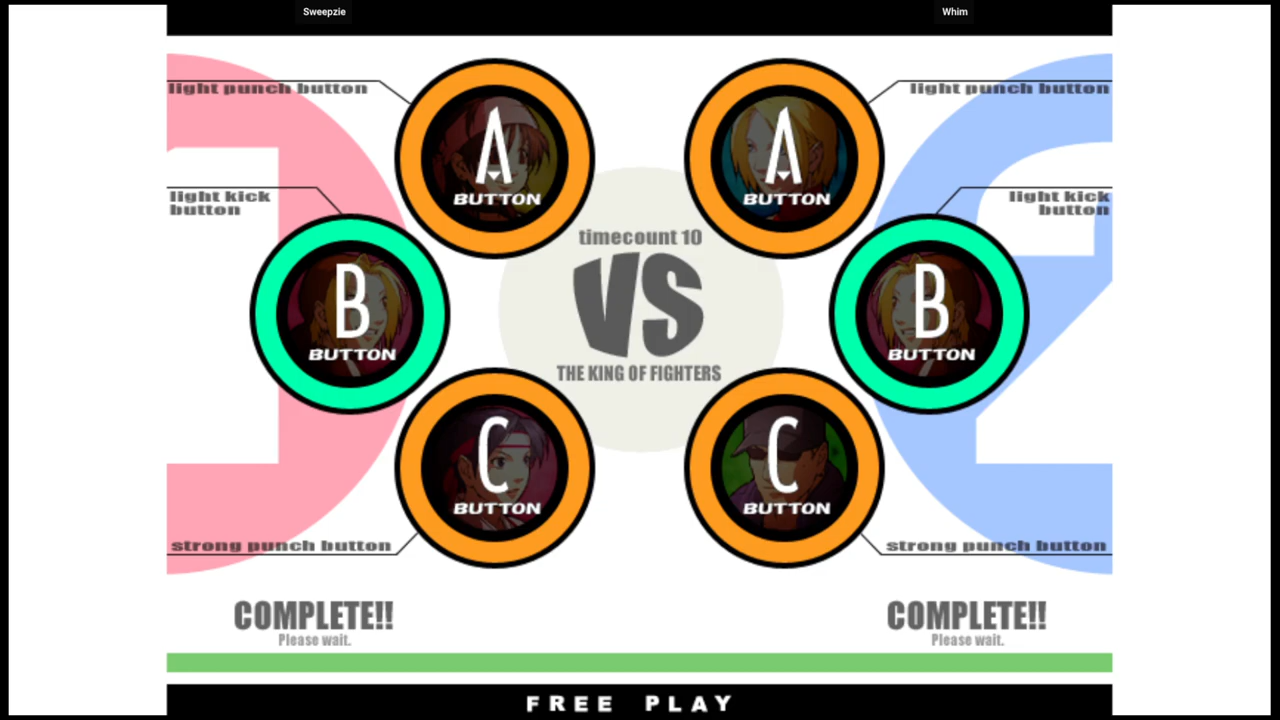 Sweepzie
Whim
light punch button
light punch button
A
BUTTON
A
BUTTON
light kick
button
light kick
button
timecount 10
VS
THE KING OF FIGHTERS
B
BUTTON
B
BUTTON
C
BUTTON
C
BUTTON
strong punch button
strong punch button
COMPLETE!!
Please wait.
COMPLETE!!
Please wait.
FREE PLAY
1
2